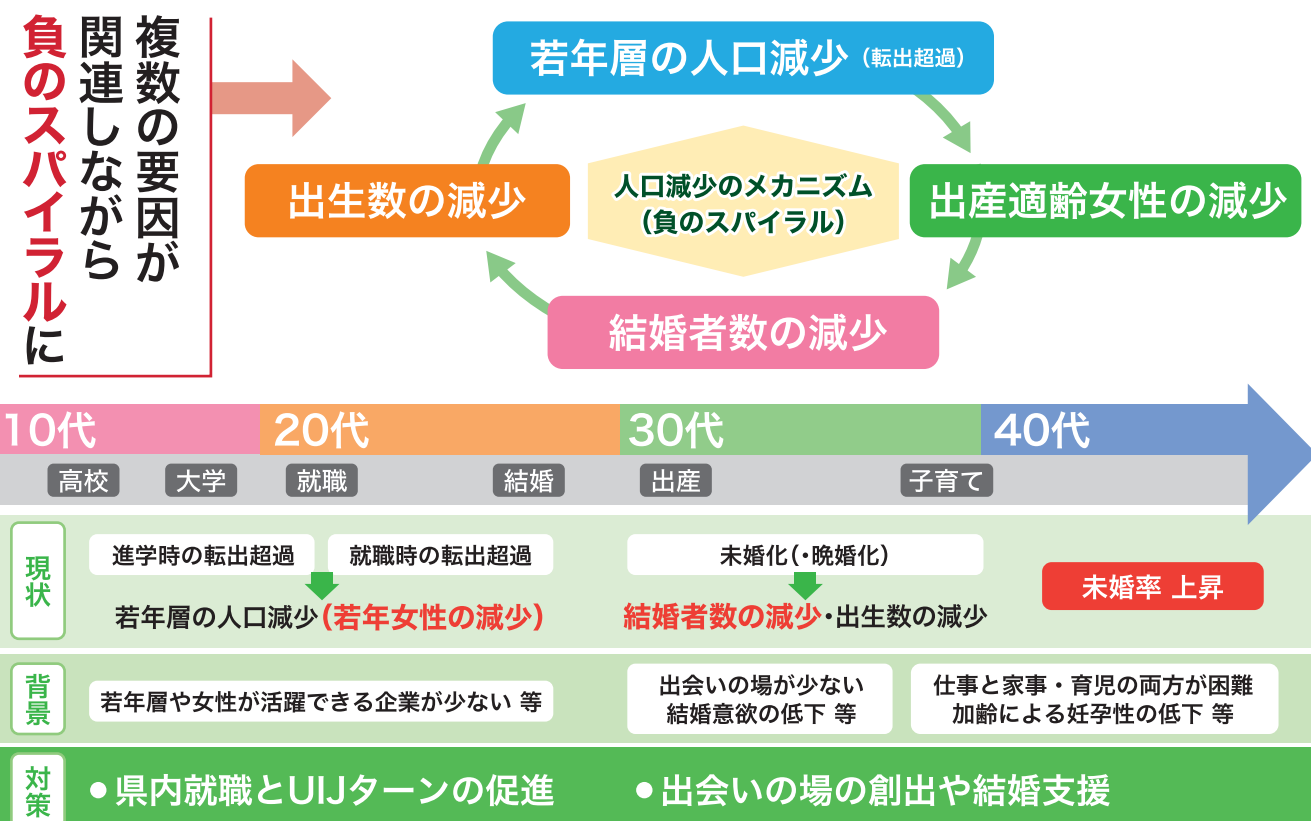 複数の要因が
関連しながら
負のスパイラルに
若年層の人口減少（転出超過）
出生数の減少
人口減少のメカニズム
（負のスパイラル）
出産適齢女性の減少
結婚者数の減少
10代
20代
30代
40代
高校
大学
就職
結婚
出産
子育て
現状
進学時の転出超過
就職時の転出超過
若年層の人口減少（若年女性の減少）
未婚化（・晩婚化）
結婚者数の減少・出生数の減少
未婚率 上昇
背景
若年層や女性が活躍できる企業が少ない 等
出会いの場が少ない
結婚意欲の低下 等
仕事と家事・育児の両方が困難
加齢による妊孕性の低下 等
対策
●県内就職とUIJターンの促進
●出会いの場の創出や結婚支援